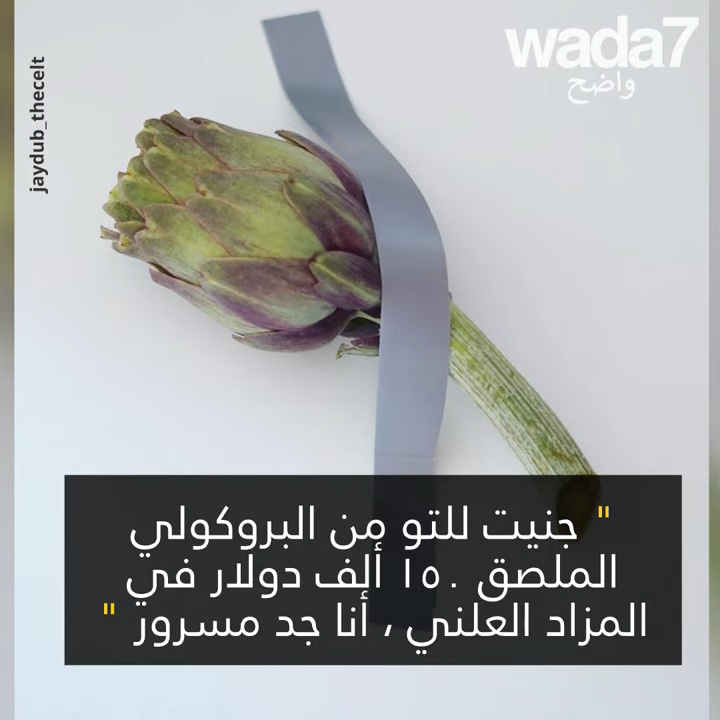 wada7
واضح
jaydub_thecelt
" جنيت للتو من البروكولي
الملصق ١٥٠ ألف دولار في
المزاد العلني ، أنا جد مسرور "